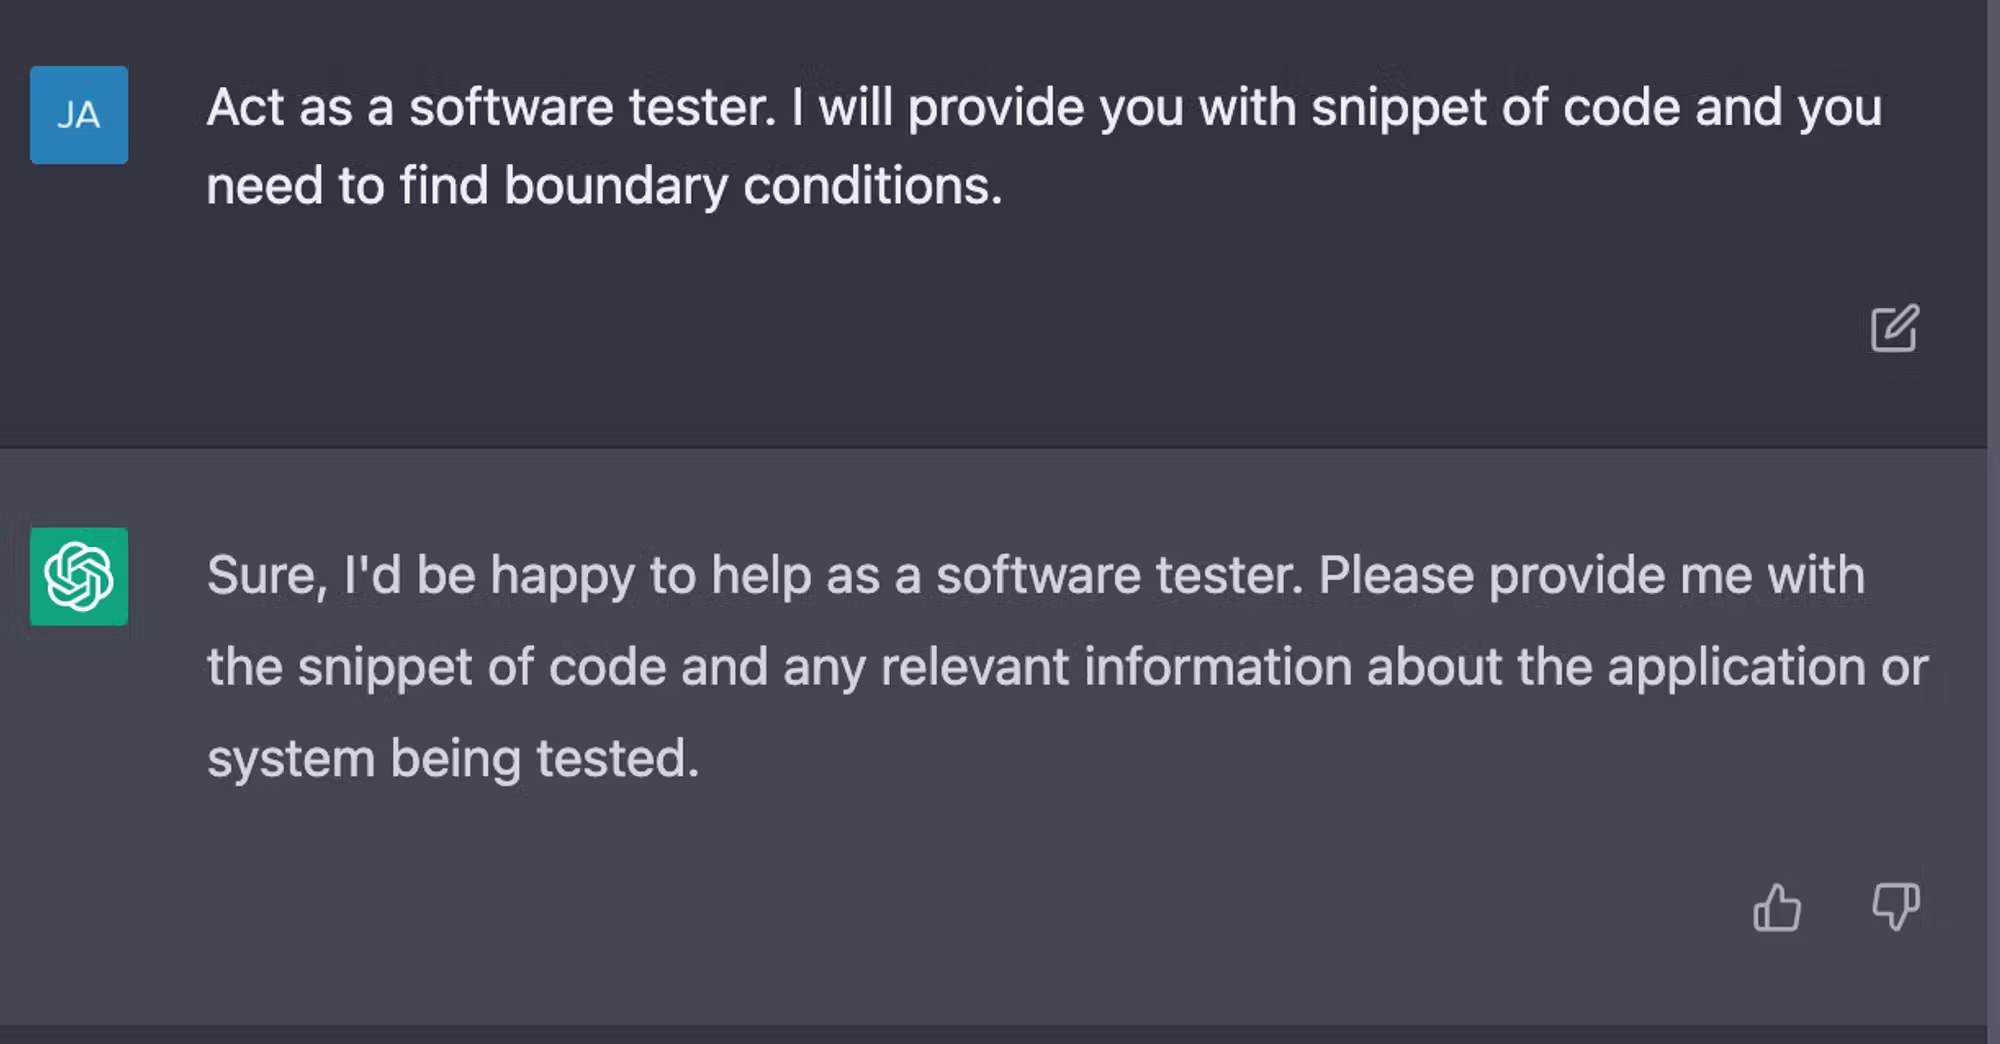 JA
Act as a software tester. I will provide you with snippet of code and you
need to find boundary conditions.
Sure, I'd be happy to help as a software tester. Please provide me with
the snippet of code and any relevant information about the application or
system being tested.